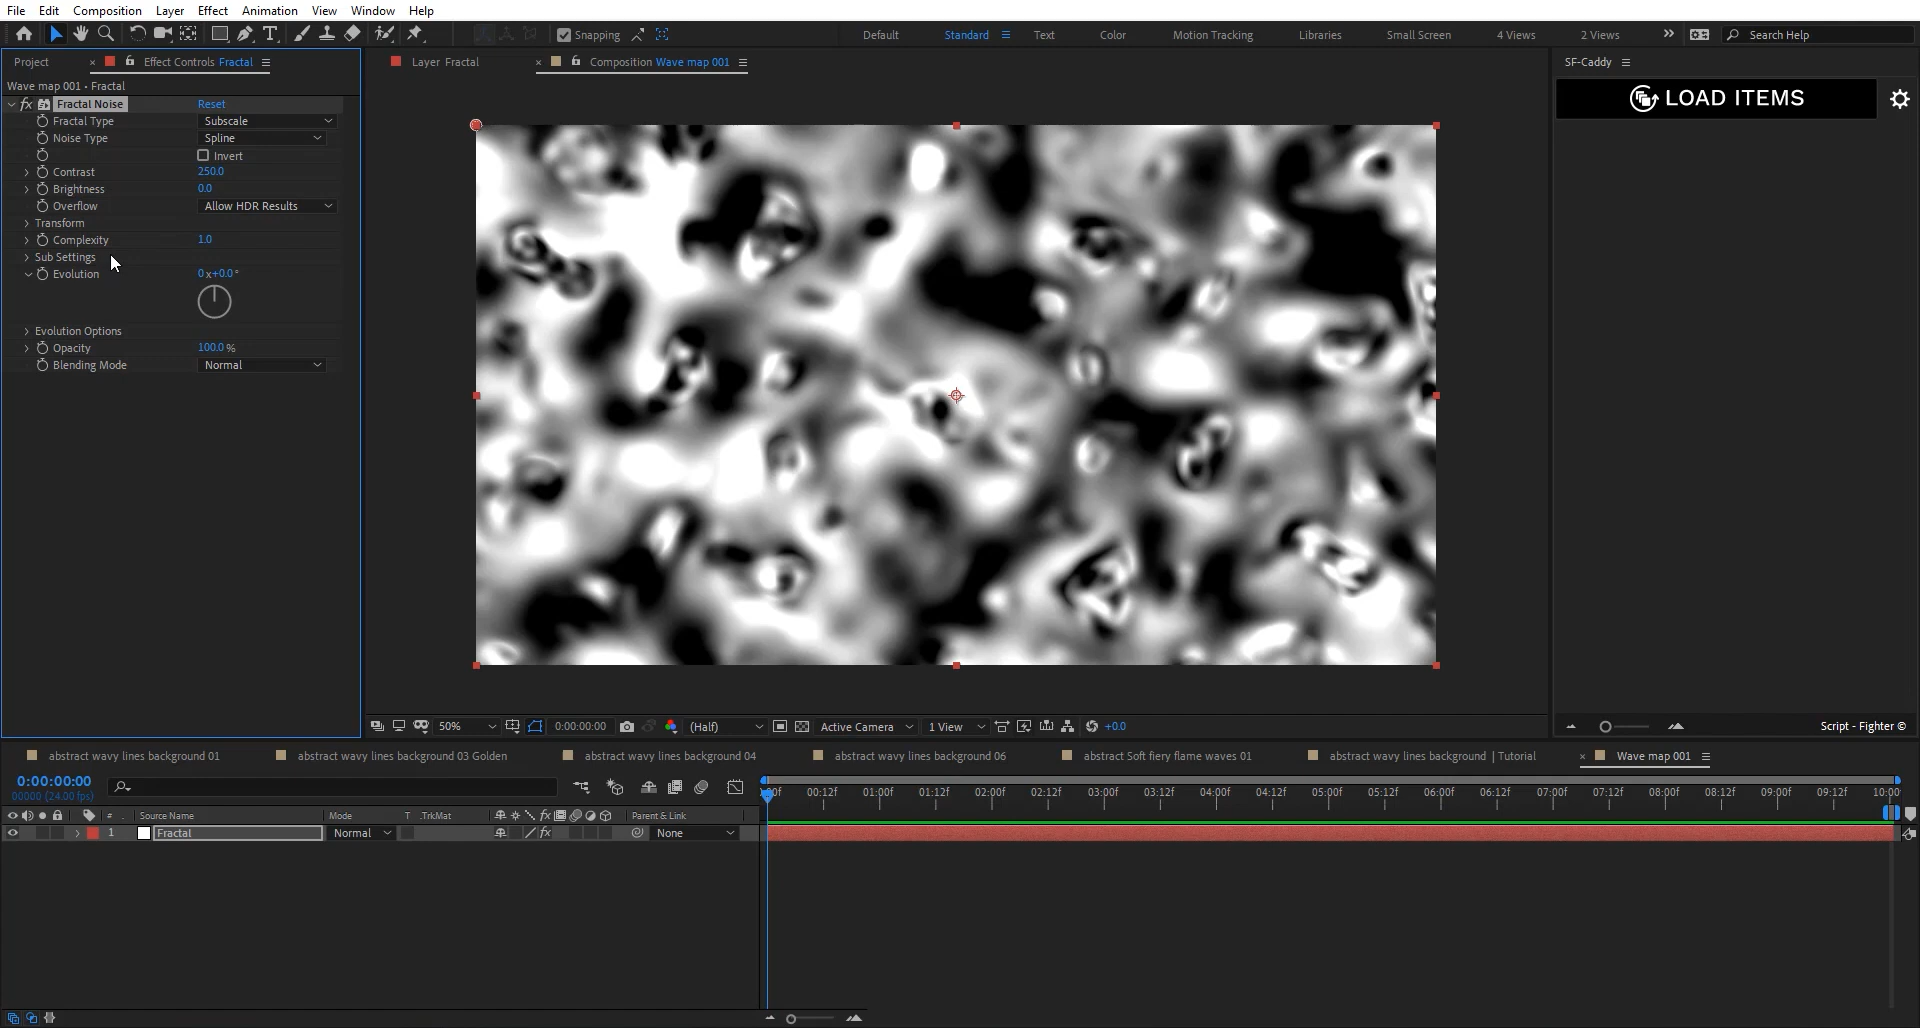 File Edit Composition Layer Effect Animation View Window Help
Snapping Default Standard Text Color Motion Tracking Libraries Small Screen 4 Views 2 Views Search Help
Project Effect Controls Fractal Layer Fractal Composition Wave map 001 SF-Caddy
Wave map 001 • Fractal
LOAD ITEMS
fx Fractal Noise Reset
Fractal Type Subscale
Noise Type Spline
Invert
Contrast 250.0
Brightness 0.0
Overflow Allow HDR Results
Transform
Complexity 1.0
Sub Settings
Evolution 0x+0.0°
Evolution Options
Opacity 100.0 %
Blending Mode Normal
50% 0:00:00:00 (Half) Active Camera 1 View +0.0 Script - Fighter ©
abstract wavy lines background 01 abstract wavy lines background 03 Golden abstract wavy lines background 04 abstract wavy lines background 06 abstract Soft fiery flame waves 01 abstract wavy lines background | Tutorial Wave map 001
0:00:00:00
00000 (24.00 fps)
00f 00:12f 01:00f 01:12f 02:00f 02:12f 03:00f 03:12f 04:00f 04:12f 05:00f 05:12f 06:00f 06:12f 07:00f 07:12f 08:00f 08:12f 09:00f 09:12f 10:00
# Source Name Mode T .TrkMat fx Parent & Link
1 Fractal Normal fx None